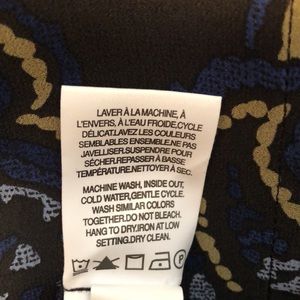 LAVER À LA MACHINE, À
L'ENVERS, À L'EAU FROIDE,CYCLE
DÉLICAT.LAVEZ LES COULEURS
SEMBLABLES ENSEMBLE.NE PAS
JAVELLISER.SUSPENDRE POUR
SÉCHER.REPASSER À BASSE
TEMPÉRATURE.NETTOYER À SEC.
MACHINE WASH, INSIDE OUT,
COLD WATER,GENTLE CYCLE.
WASH SIMILAR COLORS
TOGETHER.DO NOT BLEACH.
HANG TO DRY.IRON AT LOW
SETTING.DRY CLEAN.